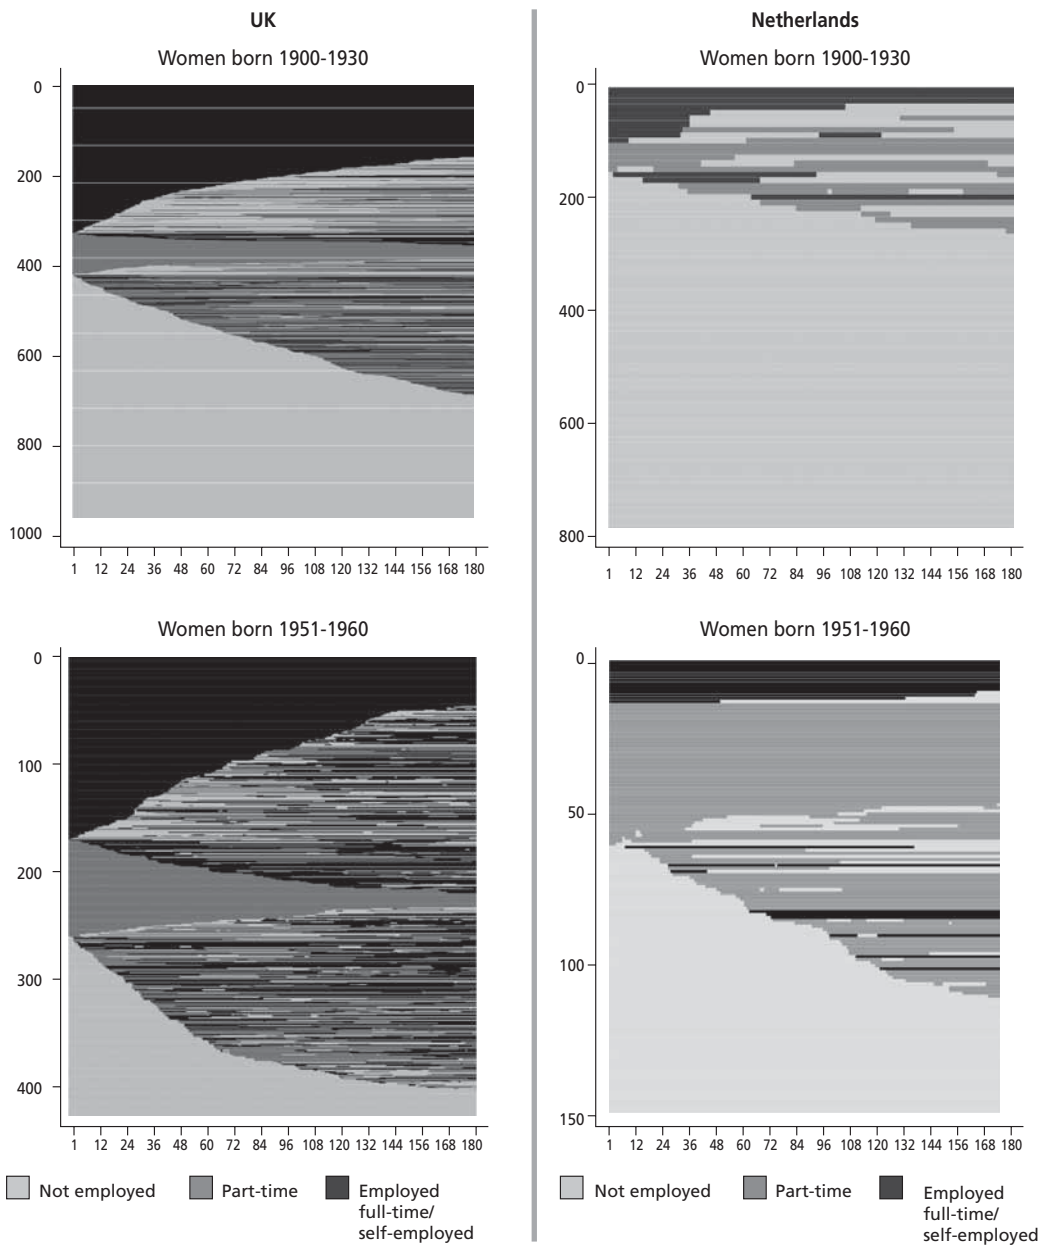 UK
Women born 1900-1930
0
200
400
600
800
1000
1 12 24 36 48 60 72 84 96 108 120 132 144 156 168 180
Women born 1951-1960
0
100
200
300
400
1 12 24 36 48 60 72 84 96 108 120 132 144 156 168 180
Not employed
Part-time
Employed
full-time/
self-employed
Netherlands
Women born 1900-1930
0
200
400
600
800
1 12 24 36 48 60 72 84 96 108 120 132 144 156 168 180
Women born 1951-1960
0
50
100
150
1 12 24 36 48 60 72 84 96 108 120 132 144 156 168 180
Not employed
Part-time
Employed
full-time/
self-employed